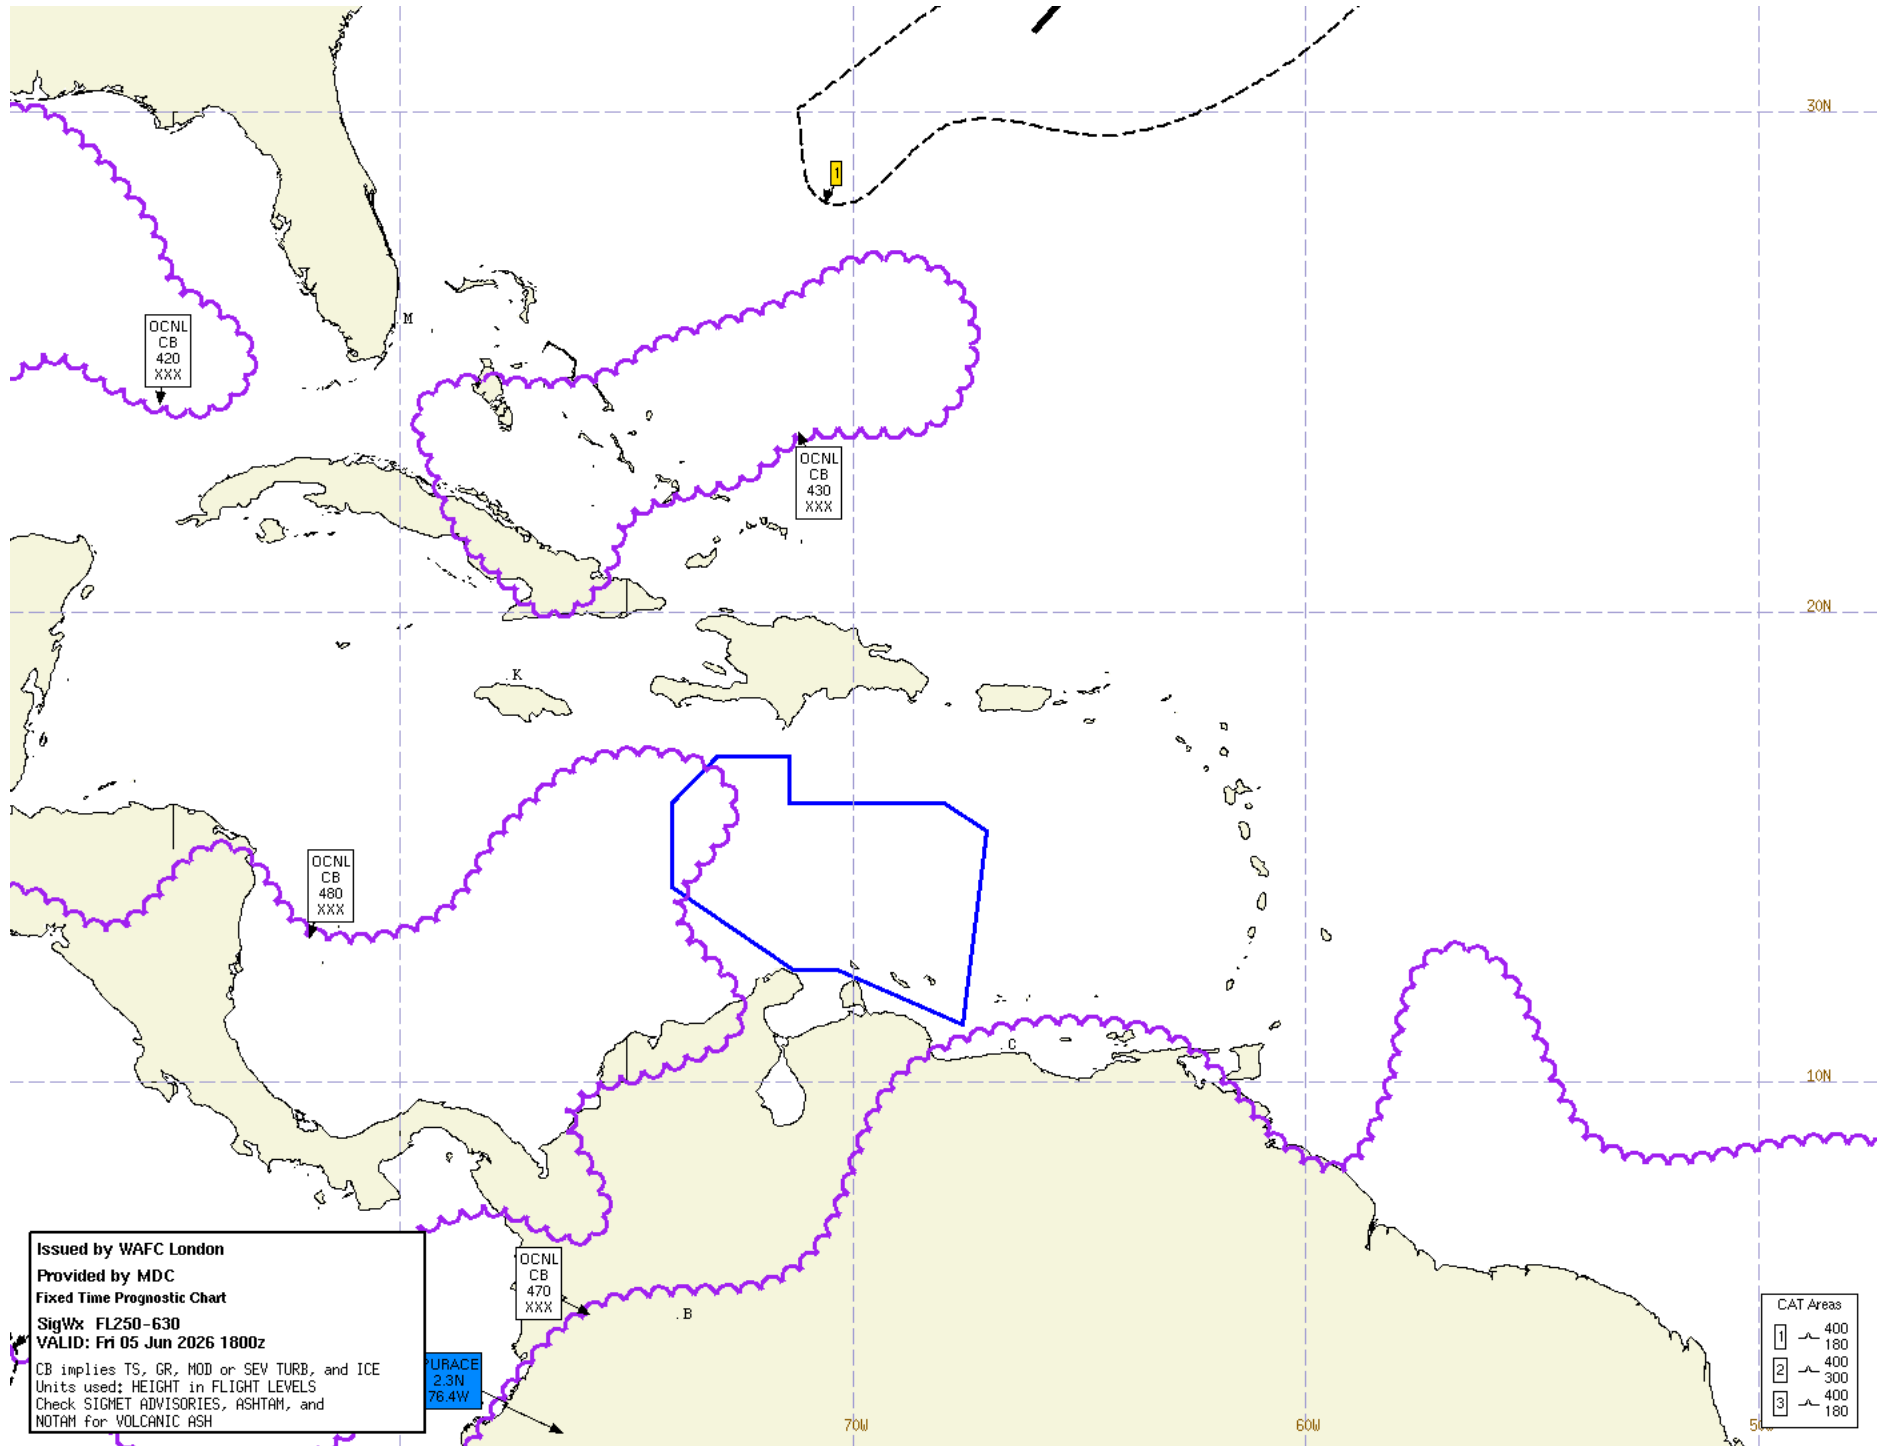 30N
1
M
OCNL
CB
420
XXX
OCNL
CB
430
XXX
20N
K
OCNL
CB
480
XXX
C
10N
OCNL
CB
470
XXX
B
Issued by WAFC London
Provided by MDC
Fixed Time Prognostic Chart
SigWx FL250-630
VALID: Fri 05 Jun 2026 1800z
CB implies TS, GR, MOD or SEV TURB, and ICE
Units used: HEIGHT in FLIGHT LEVELS
Check SIGMET ADVISORIES, ASHTAM, and
NOTAM for VOLCANIC ASH
PURACE
2.3N
76.4W
CAT Areas
1 400
180
2 400
300
3 400
180
70W
60W